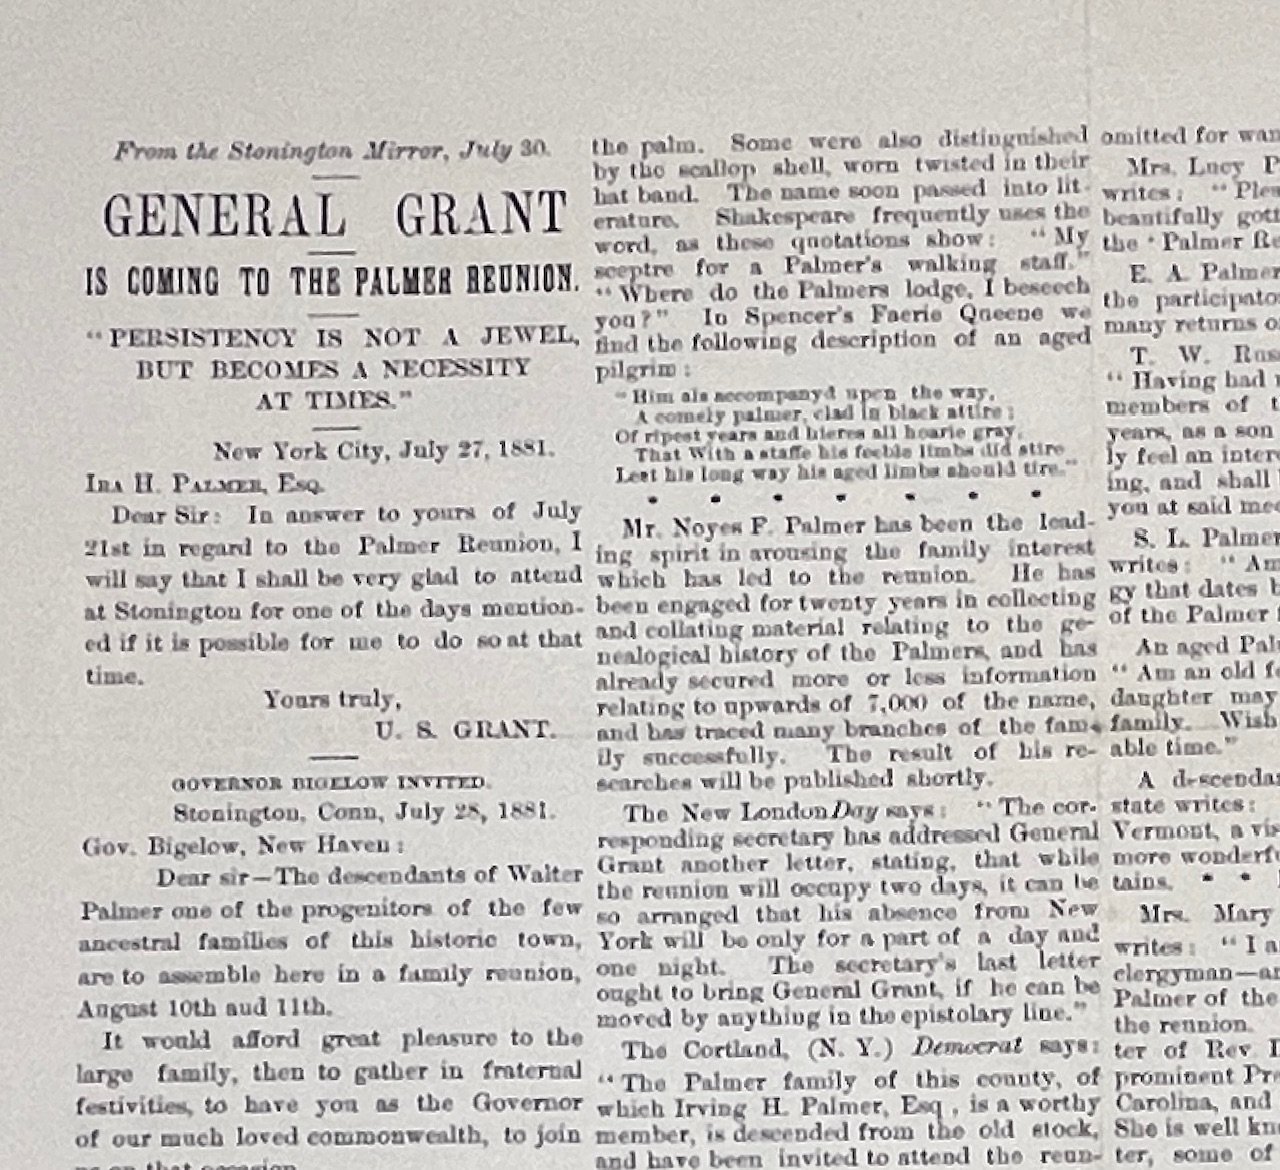 From the Stonington Mirror, July 30.
GENERAL GRANT
IS COMING TO THE PALMER REUNION.
"PERSISTENCY IS NOT A JEWEL,
BUT BECOMES A NECESSITY
AT TIMES."
New York City, July 27, 1881.
IRA H. PALMER, Esq.
Dear Sir: In answer to yours of July
21st in regard to the Palmer Reunion, I
will say that I shall be very glad to attend
at Stonington for one of the days mention-
ed if it is possible for me to do so at that
time.
Yours truly,
U. S. GRANT.
GOVERNOR BIGELOW INVITED.
Stonington, Conn, July 28, 1881.
Gov. Bigelow, New Haven:
Dear sir—The descendants of Walter
Palmer one of the progenitors of the few
ancestral families of this historic town,
are to assemble here in a family reunion,
August 10th aud 11th.
It would afford great pleasure to the
large family, then to gather in fraternal
festivities, to have you as the Governor
of our much loved commonwealth, to join
us on that occasion
the palm. Some were also distinguished
by the scallop shell, worn twisted in their
hat band. The name soon passed into lit-
erature. Shakespeare frequently uses the
word, as these quotations show: "My
sceptre for a Palmer's walking staff."
"Where do the Palmers lodge, I beseech
you?" In Spencer's Faerie Queene we
find the following description of an aged
pilgrim:
"Him als accompanyd upon the way,
A comely palmer, clad in black attire;
Of ripest years and hieres all hoarie gray,
That With a staffe his feeble limbs did stire
Lest his long way his aged limbs should tire."
* * * * * * *
Mr. Noyes F. Palmer has been the lead-
ing spirit in arousing the family interest
which has led to the reunion. He has
been engaged for twenty years in collecting
and collating material relating to the ge-
nealogical history of the Palmers, and has
already secured more or less information
relating to upwards of 7,000 of the name,
and has traced many branches of the fam-
ily successfully. The result of his re-
searches will be published shortly.
The New London Day says: "The cor-
responding secretary has addressed General
Grant another letter, stating, that while
the reunion will occupy two days, it can be
so arranged that his absence from New
York will be only for a part of a day and
one night. The secretary's last letter
ought to bring General Grant, if he can be
moved by anything in the epistolary line."
The Cortland, (N. Y.) Democrat says:
"The Palmer family of this county, of
which Irving H. Palmer, Esq, is a worthy
member, is descended from the old stock,
and have been invited to attend the reun-
omitted for
Mrs. Lucy
writes:
beautifully
the "Palmer
E. A. Palmer
the
many returns
T. W.
"Having had
members of
years, as a son
ly feel an
ing, and shall
you at said
S. L. Palmer
writes: "Am
gy that dates
of the Palmer
An aged
"Am an old
daughter may
family. Wish
able time."
A
state writes:
Vermont, a
more
tains. * *
Mrs. Mary
writes: "I
clergyman—
Palmer of the
the reunion.
ter of Rev.
prominent
Carolina, and
She is well
ter, some of